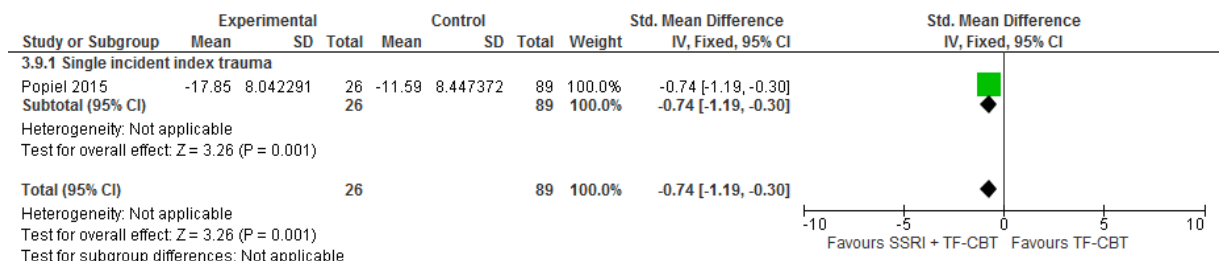 Experimental Control Std. Mean Difference Std. Mean Difference
Study or Subgroup Mean SD Total Mean SD Total Weight IV, Fixed, 95% CI IV, Fixed, 95% CI
3.9.1 Single incident index trauma
Popiel 2015 -17.85 8.042291 26 -11.59 8.447372 89 100.0% -0.74 [-1.19, -0.30]
Subtotal (95% CI) 26 89 100.0% -0.74 [-1.19, -0.30]
Heterogeneity: Not applicable
Test for overall effect: Z = 3.26 (P = 0.001)
Total (95% CI) 26 89 100.0% -0.74 [-1.19, -0.30]
Heterogeneity: Not applicable
Test for overall effect: Z = 3.26 (P = 0.001)
Test for subgroup differences: Not applicable
-10 -5 0 5 10
Favours SSRI + TF-CBT Favours TF-CBT